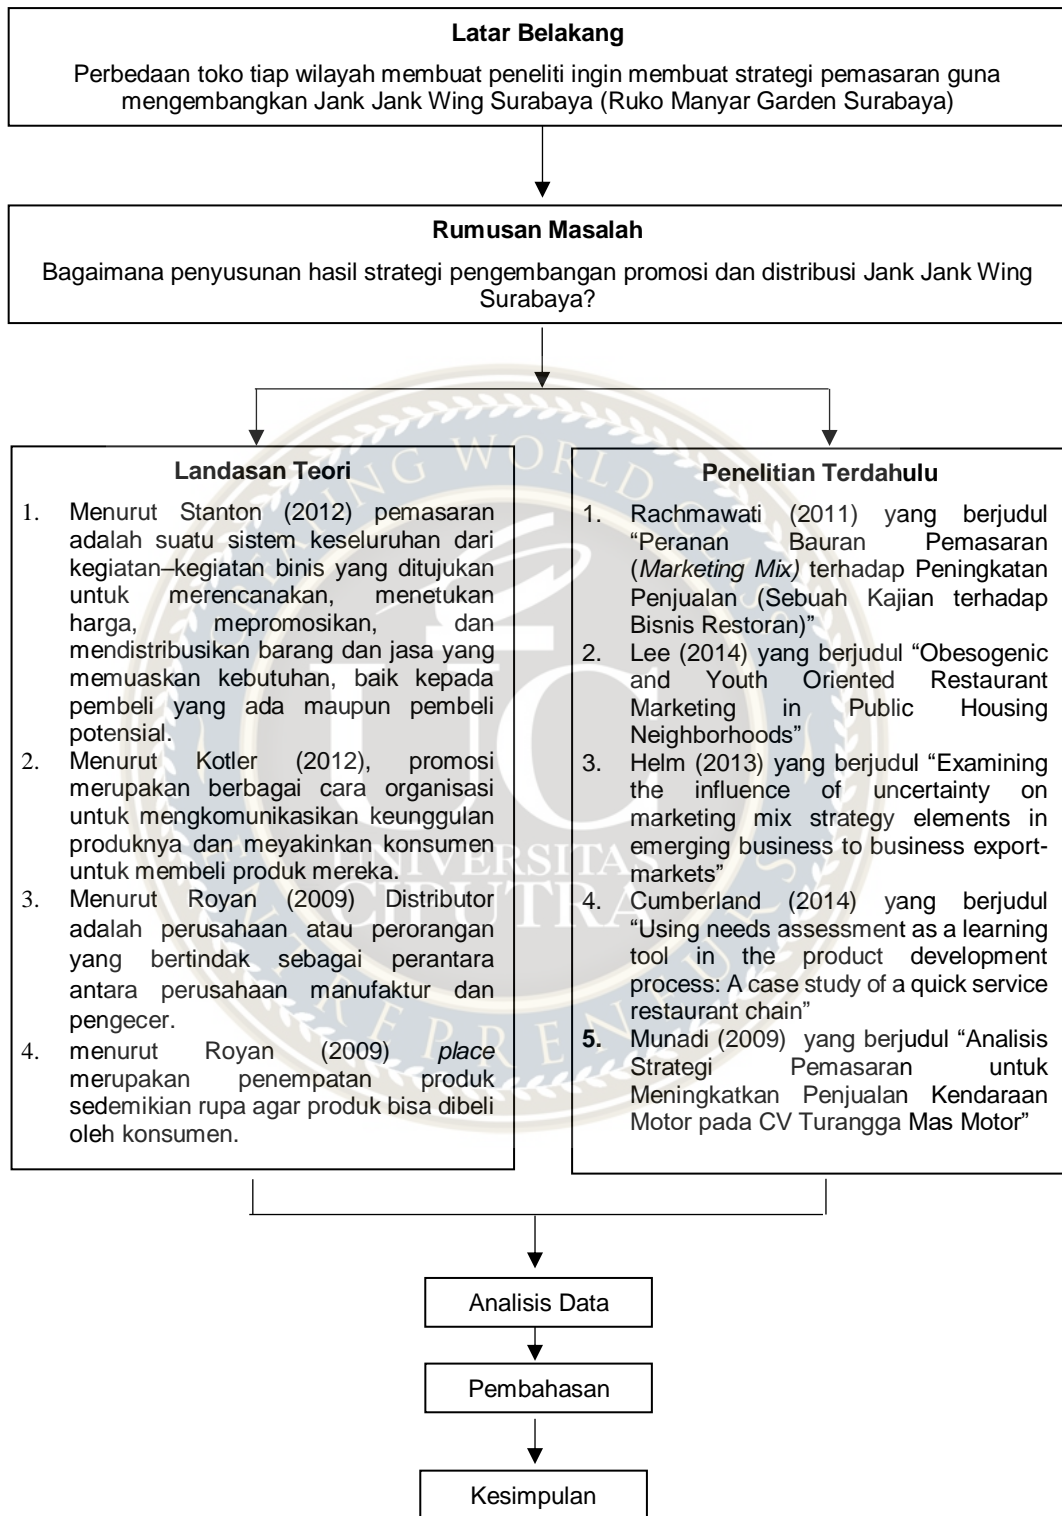 Latar Belakang
Perbedaan toko tiap wilayah membuat peneliti ingin membuat strategi pemasaran guna
mengembangkan Jank Jank Wing Surabaya (Ruko Manyar Garden Surabaya)
Rumusan Masalah
Bagaimana penyusunan hasil strategi pengembangan promosi dan distribusi Jank Jank Wing
Surabaya?
Landasan Teori
1. Menurut Stanton (2012) pemasaran
adalah suatu sistem keseluruhan dari
kegiatan–kegiatan binis yang ditujukan
untuk merencanakan, menetukan
harga, mepromosikan, dan
mendistribusikan barang dan jasa yang
memuaskan kebutuhan, baik kepada
pembeli yang ada maupun pembeli
potensial.
2. Menurut Kotler (2012), promosi
merupakan berbagai cara organisasi
untuk mengkomunikasikan keunggulan
produknya dan meyakinkan konsumen
untuk membeli produk mereka.
3. Menurut Royan (2009) Distributor
adalah perusahaan atau perorangan
yang bertindak sebagai perantara
antara perusahaan manufaktur dan
pengecer.
4. menurut Royan (2009) place
merupakan penempatan produk
sedemikian rupa agar produk bisa dibeli
oleh konsumen.
Penelitian Terdahulu
1. Rachmawati (2011) yang berjudul
“Peranan Bauran Pemasaran
(Marketing Mix) terhadap Peningkatan
Penjualan (Sebuah Kajian terhadap
Bisnis Restoran)”
2. Lee (2014) yang berjudul “Obesogenic
and Youth Oriented Restaurant
Marketing in Public Housing
Neighborhoods”
3. Helm (2013) yang berjudul “Examining
the influence of uncertainty on
marketing mix strategy elements in
emerging business to business export-
markets”
4. Cumberland (2014) yang berjudul
“Using needs assessment as a learning
tool in the product development
process: A case study of a quick service
restaurant chain”
5. Munadi (2009) yang berjudul “Analisis
Strategi Pemasaran untuk
Meningkatkan Penjualan Kendaraan
Motor pada CV Turangga Mas Motor”
Analisis Data
Pembahasan
Kesimpulan
CREATING WORLD CLASS
UNIVERSITAS
CIPUTRA
ENTREPRENEURS